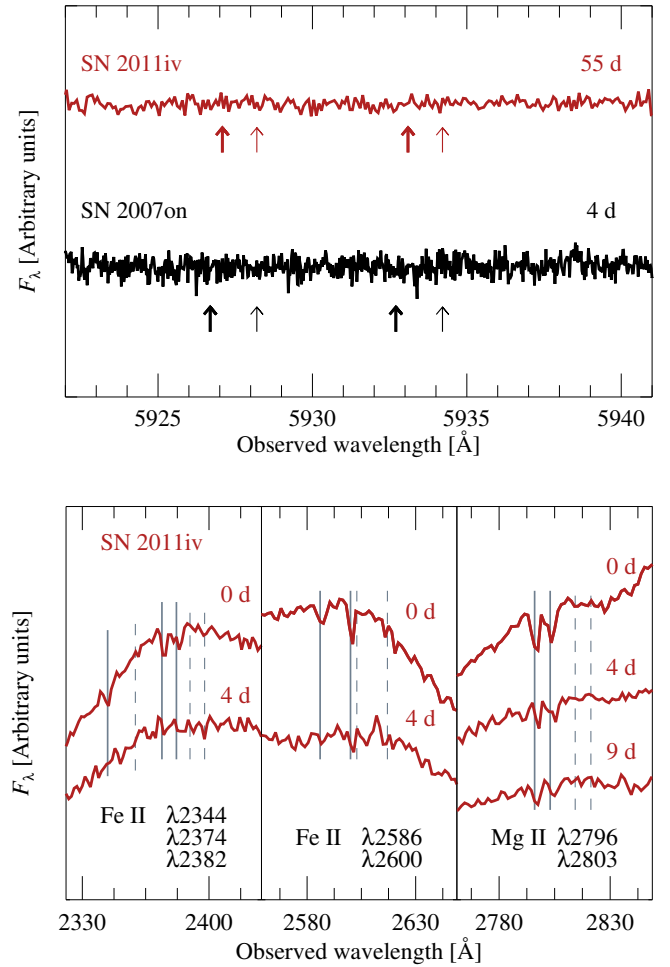 SN 2011iv 55 d
SN 2007on 4 d
F_λ [Arbitrary units]
5925 5930 5935 5940
Observed wavelength [Å]
SN 2011iv
0 d 0 d 0 d
4 d 4 d 4 d
9 d
F_λ [Arbitrary units]
Fe II λ2344
λ2374
λ2382
Fe II λ2586
λ2600
Mg II λ2796
λ2803
2330 2400 2580 2630 2780 2830
Observed wavelength [Å]